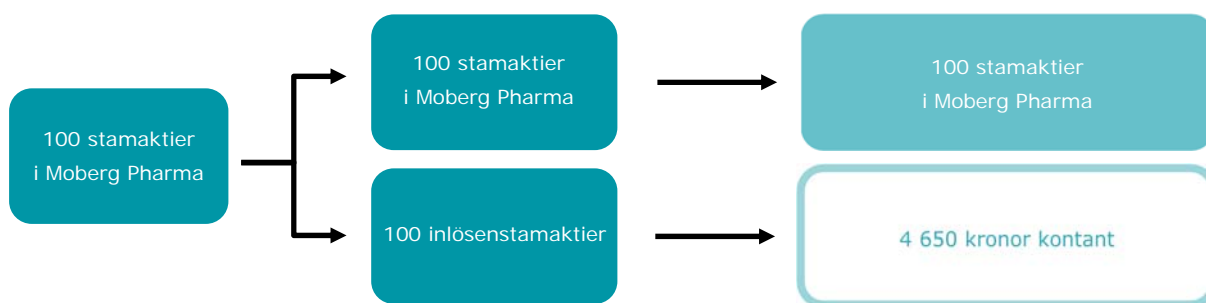 100 stamaktier
i Moberg Pharma
100 stamaktier
i Moberg Pharma
100 stamaktier
i Moberg Pharma
100 inlösenstamaktier
4 650 kronor kontant